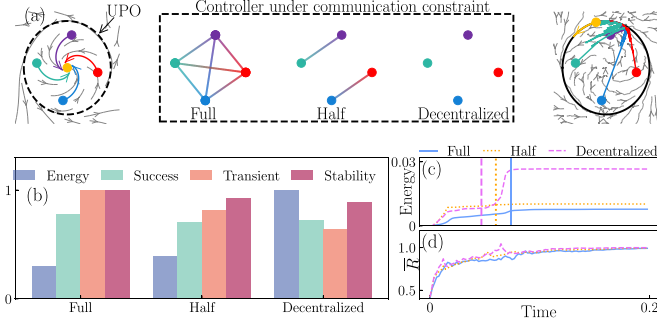 (a)
UPO
Controller under communication constraint
Full
Half
Decentralized
1
0
(b)
Energy
Success
Transient
Stability
Full
Half
Decentralized
Full
Half
Decentralized
0.03
0
Energy
(c)
1.0
0.5
R
(d)
0
0.2
Time